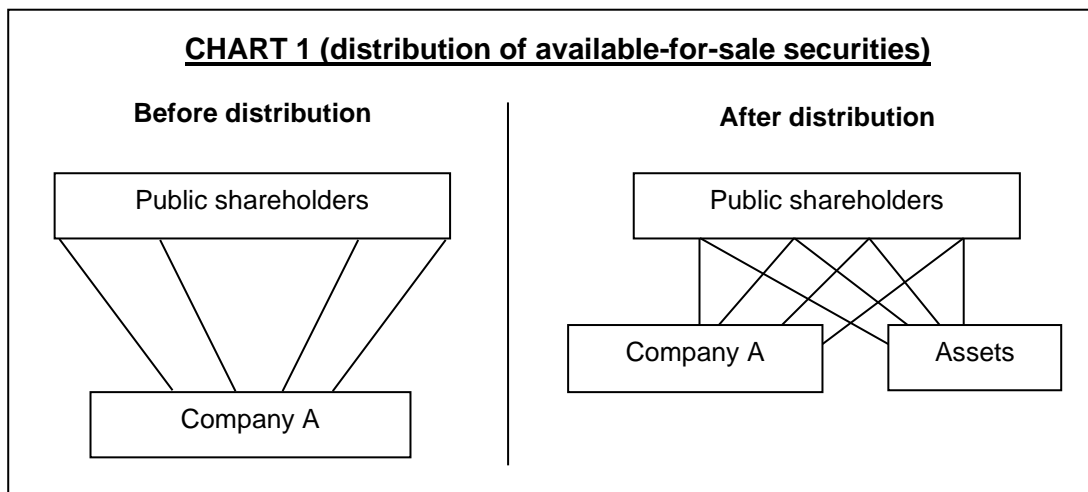 CHART 1 (distribution of available-for-sale securities)
Before distribution
Public shareholders
Company A
After distribution
Public shareholders
Company A
Assets